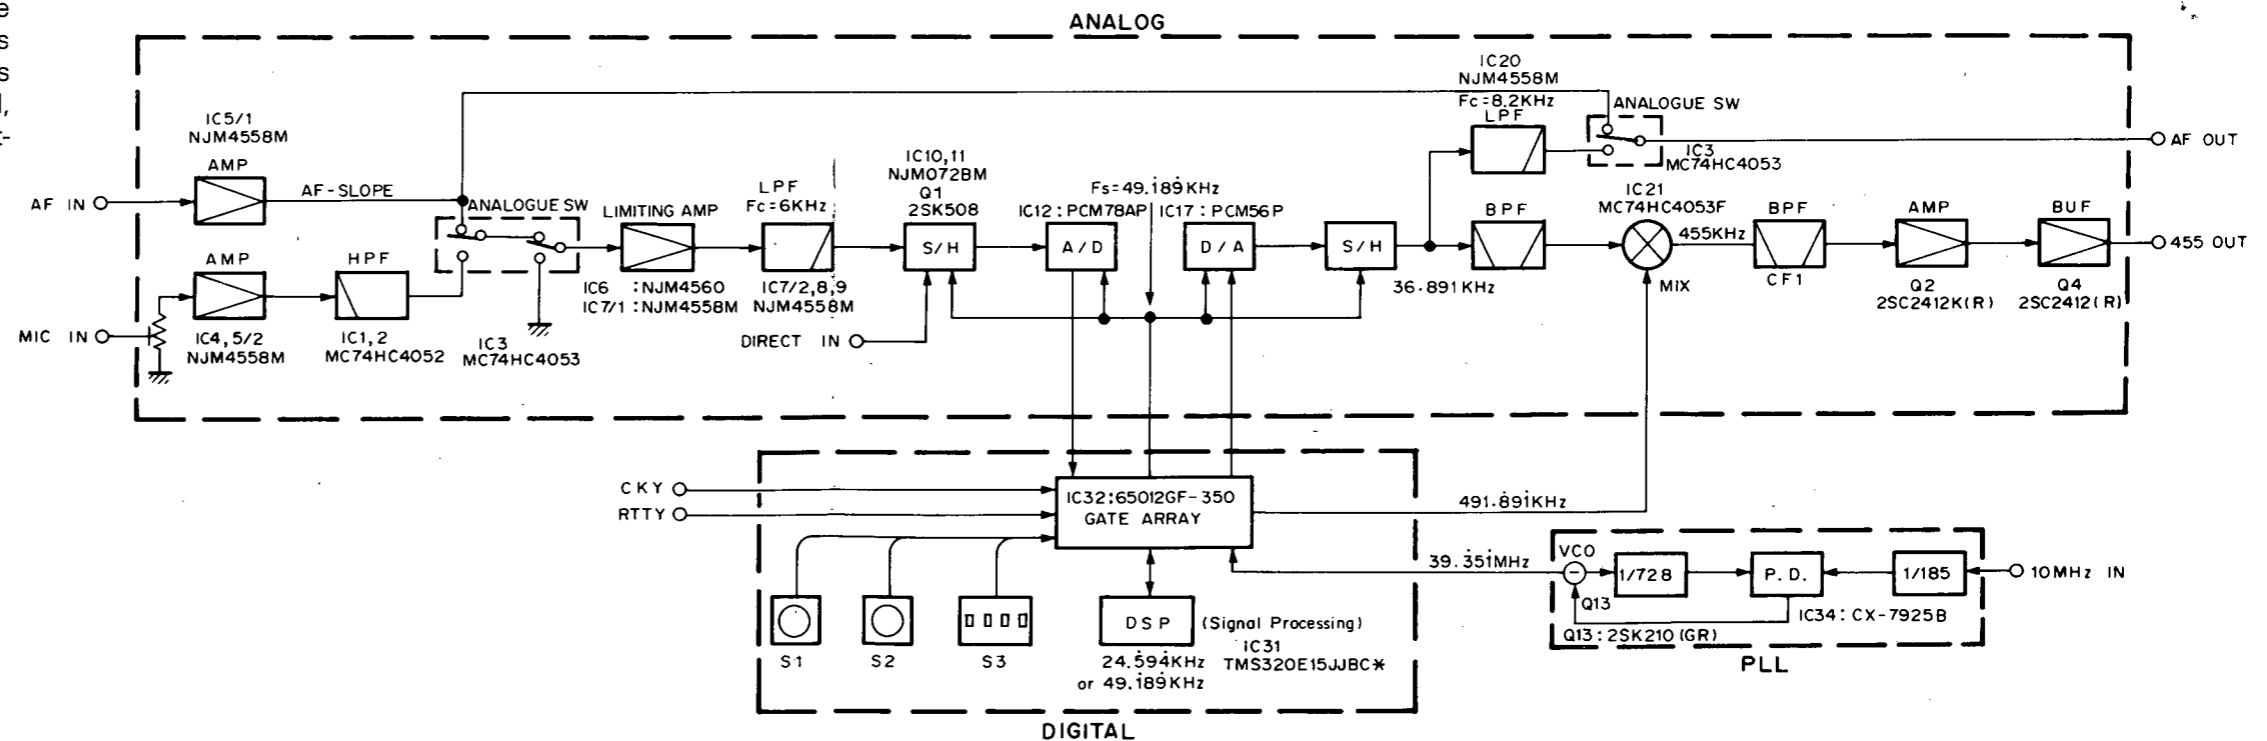 e
s
s
ANALOG
IC5/1
NJM4558M
AMP
AF IN
AF-SLOPE
ANALOGUE SW
AMP
HPF
MIC IN
IC4,5/2
NJM4558M
IC1,2
MC74HC4052
IC3
MC74HC4053
LIMITING AMP
IC6 :NJM4560
IC7/1:NJM4558M
LPF
Fc=6KHz
IC7/2,8,9
NJM4558M
DIRECT IN
IC10,11
NJM072BM
Q1
2SK508
S/H
Fs=49.189KHz
IC12:PCM78AP
A/D
IC17:PCM56P
D/A
S/H
36.891KHz
IC20
NJM4558M
Fc=8.2KHz
LPF
ANALOGUE SW
IC3
MC74HC4053
AF OUT
BPF
IC21
MC74HC4053F
MIX
455KHz
BPF
CF1
AMP
Q2
2SC2412K(R)
BUF
Q4
2SC2412(R)
455 OUT
CKY
RTTY
IC32:65012GF-350
GATE ARRAY
491.891KHz
39.351MHz
S1
S2
S3
DSP
(Signal Processing)
IC31
TMS320E15JJBC*
24.594KHz
or 49.189KHz
DIGITAL
VCO
Q13
1/728
P.D.
1/185
10MHz IN
IC34:CX-7925B
Q13:2SK210(GR)
PLL